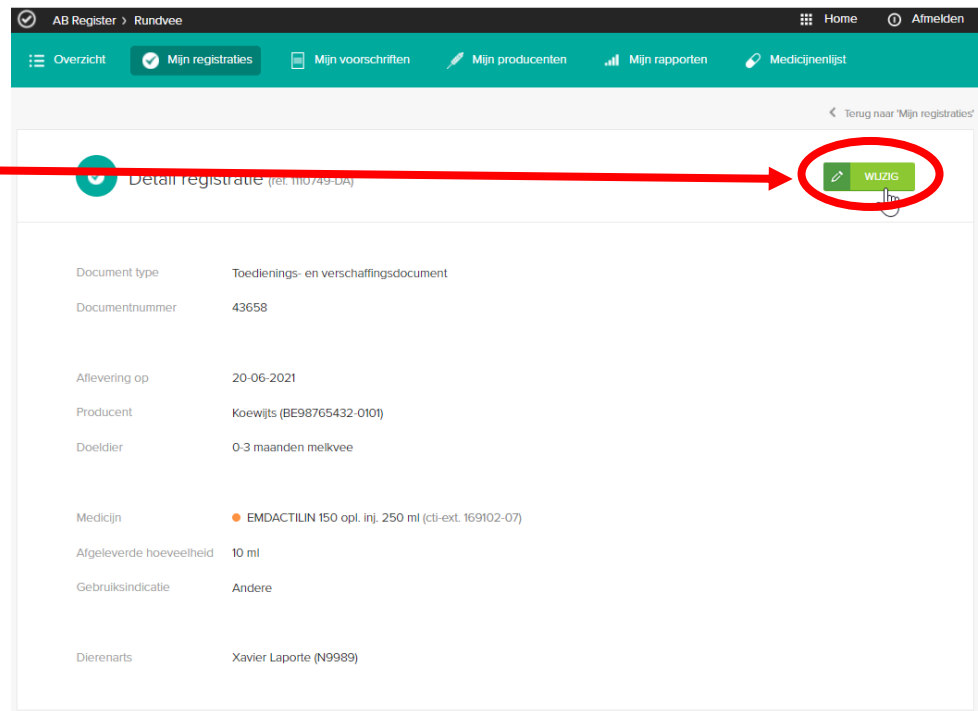 AB Register > Rundvee Home Afmelden
Overzicht Mijn registraties Mijn voorschriften Mijn producenten Mijn rapporten Medicijnenlijst
Terug naar 'Mijn registraties'
Detail registratie (ref. 1110749-DA)
WIJZIG
Document type Toedienings- en verschaffingsdocument
Documentnummer 43658
Aflevering op 20-06-2021
Producent Koewijts (BE98765432-0101)
Doeldier 0-3 maanden melkvee
Medicijn EMDACTILIN 150 opl. inj. 250 ml (cti-ext. 169102-07)
Afgeleverde hoeveelheid 10 ml
Gebruiksindicatie Andere
Dierenarts Xavier Laporte (N9989)